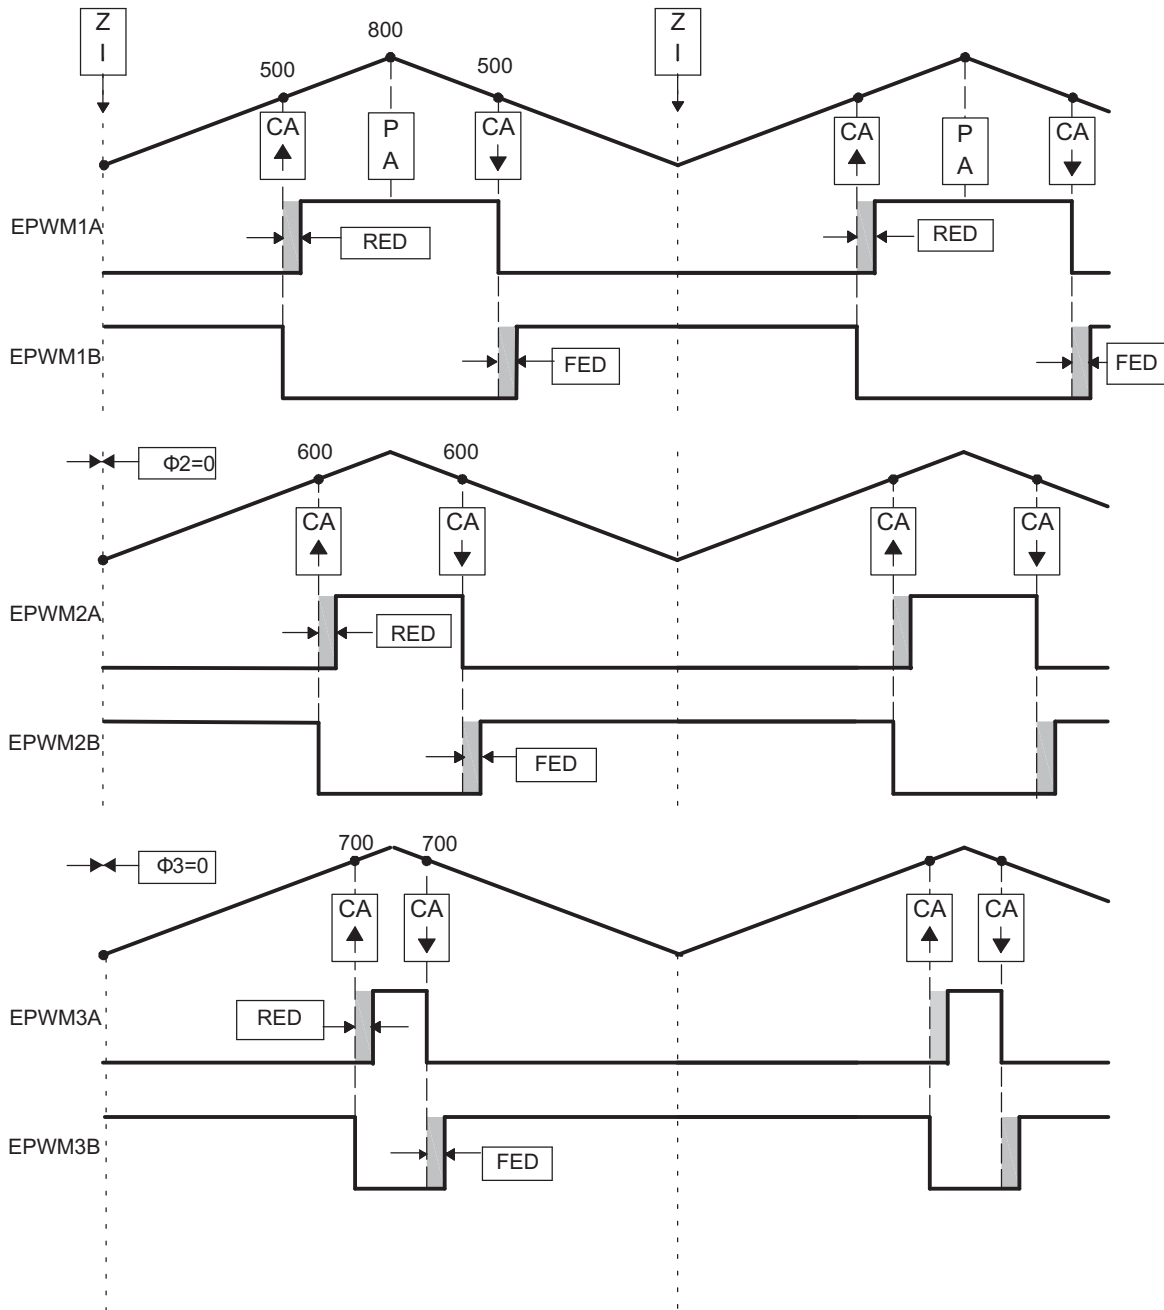 Z
I
800
Z
I
500
500
CA
P
A
CA
CA
P
A
CA
EPWM1A
RED
RED
EPWM1B
FED
FED
Φ2=0
600
600
CA
CA
CA
CA
EPWM2A
RED
EPWM2B
FED
Φ3=0
700
700
CA
CA
CA
CA
EPWM3A
RED
EPWM3B
FED